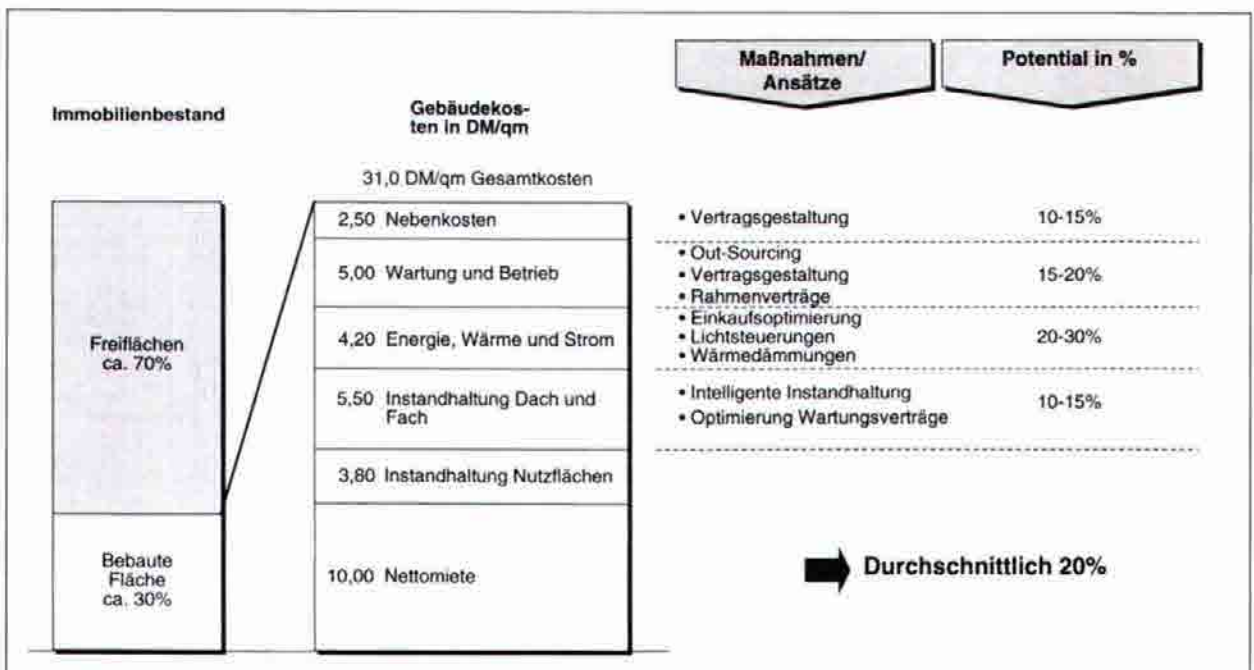 Maßnahmen/
Ansätze
Potential in %
Immobilienbestand
Gebäudekos-
ten in DM/qm
31,0 DM/qm Gesamtkosten
Freiflächen
ca. 70%
Bebaute
Fläche
ca. 30%
2,50 Nebenkosten
5,00 Wartung und Betrieb
4,20 Energie, Wärme und Strom
5,50 Instandhaltung Dach und
Fach
3,80 Instandhaltung Nutzflächen
10,00 Nettomiete
• Vertragsgestaltung
10-15%
• Out-Sourcing
• Vertragsgestaltung
• Rahmenverträge
15-20%
• Einkaufsoptimierung
• Lichtsteuerungen
• Wärmedämmungen
20-30%
• Intelligente Instandhaltung
• Optimierung Wartungsverträge
10-15%
Durchschnittlich 20%